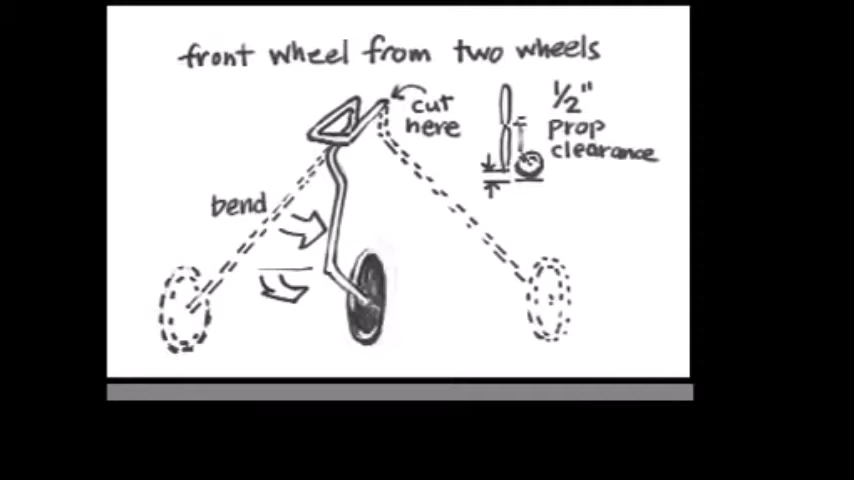 front wheel from two wheels
cut
here
1/2"
prop
clearance
bend